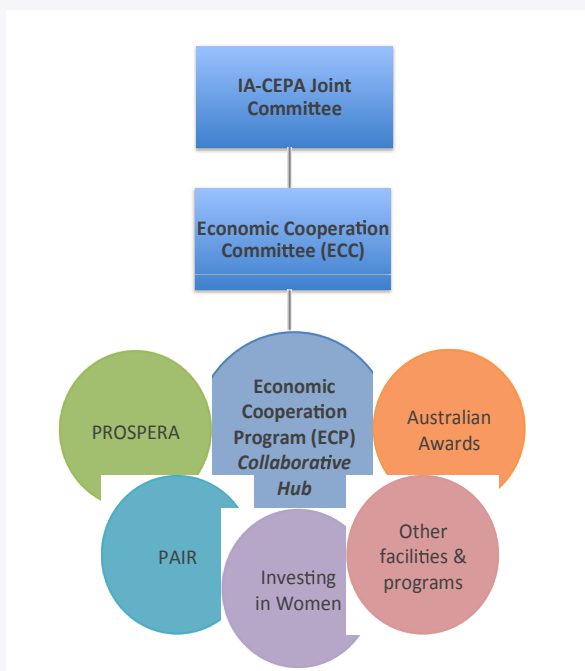 IA-CEPA Joint
Committee
Economic Cooperation
Committee (ECC)
Economic
Cooperation
Program (ECP)
Collaborative
Hub
PROSPERA
Australian
Awards
PAIR
Investing
in Women
Other
facilities &
programs